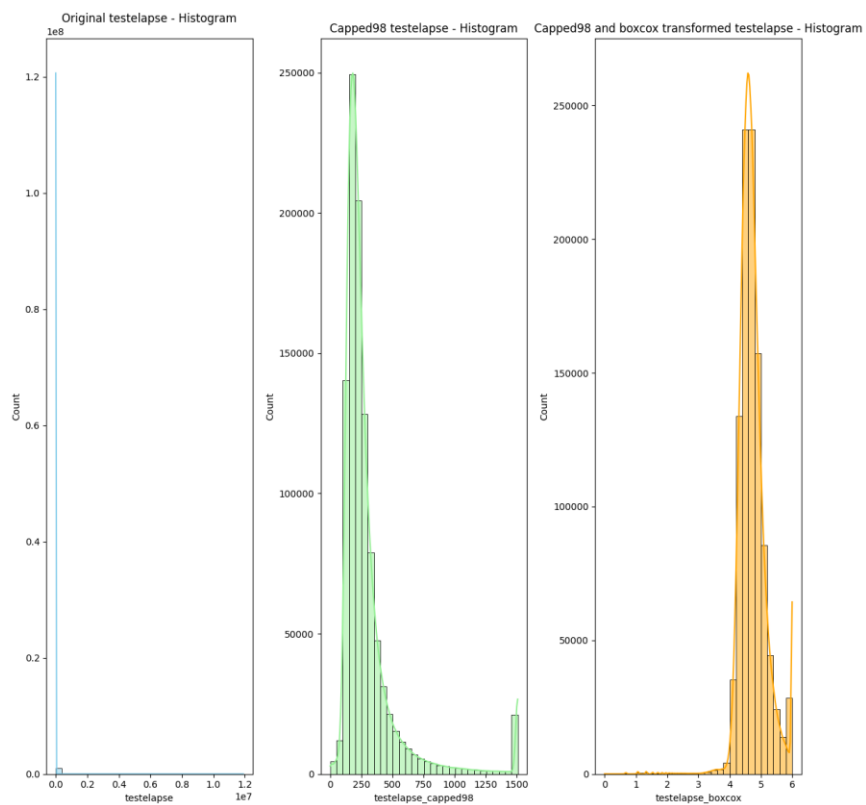 Original testelapse - Histogram
1e8
1.2
1.0
0.8
0.6
0.4
0.2
0.0
Count
0.0 0.2 0.4 0.6 0.8 1.0 1.2
1e7
testelapse
Capped98 testelapse - Histogram
250000
200000
150000
100000
50000
0
Count
0 250 500 750 1000 1250 1500
testelapse_capped98
Capped98 and boxcox transformed testelapse - Histogram
250000
200000
150000
100000
50000
0
Count
0 1 2 3 4 5 6
testelapse_boxcox